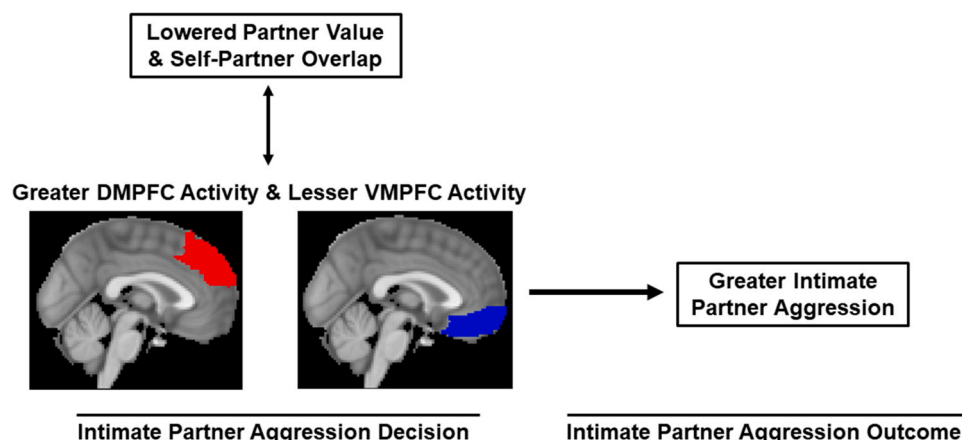 Lowered Partner Value
& Self-Partner Overlap
Greater DMPFC Activity & Lesser VMPFC Activity
Greater Intimate
Partner Aggression
Intimate Partner Aggression Decision
Intimate Partner Aggression Outcome